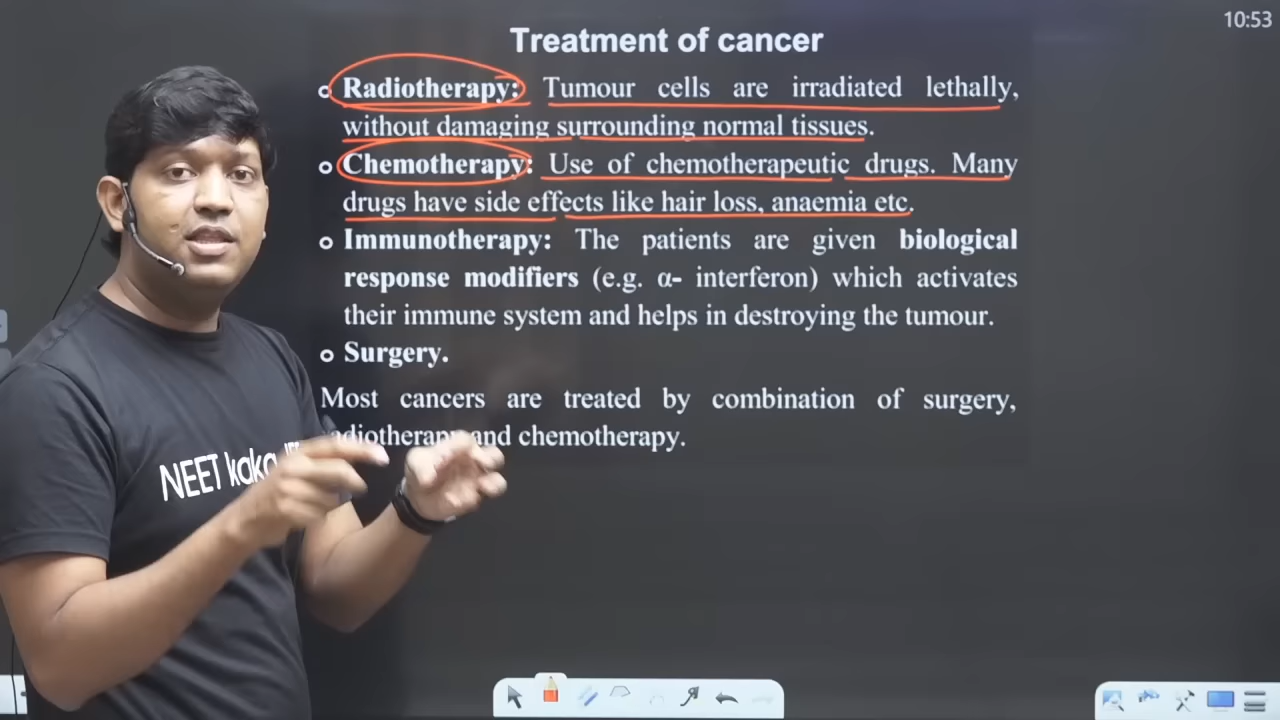 10:53
Treatment of cancer
Radiotherapy: Tumour cells are irradiated lethally,
without damaging surrounding normal tissues.
Chemotherapy: Use of chemotherapeutic drugs. Many
drugs have side effects like hair loss, anaemia etc.
Immunotherapy: The patients are given biological
response modifiers (e.g. α- interferon) which activates
their immune system and helps in destroying the tumour.
Surgery.
Most cancers are treated by combination of surgery,
adiotherapy and chemotherapy.
NEET kaka